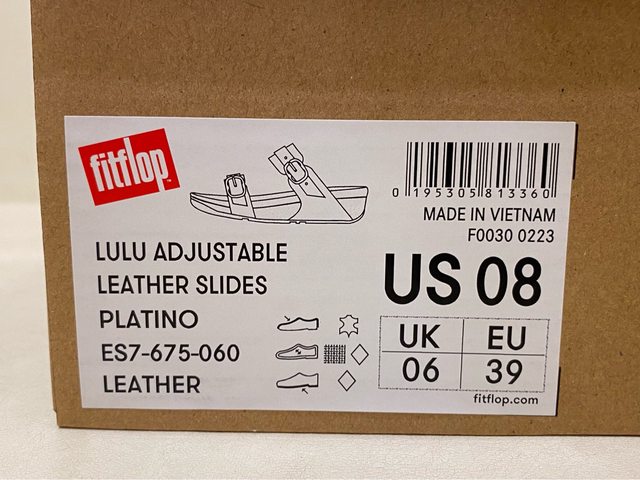 fitflop™
0 195305 813360
MADE IN VIETNAM
F0030 0223
LULU ADJUSTABLE
LEATHER SLIDES
PLATINO
ES7-675-060
LEATHER
US 08
UK EU
06 39
fitflop.com